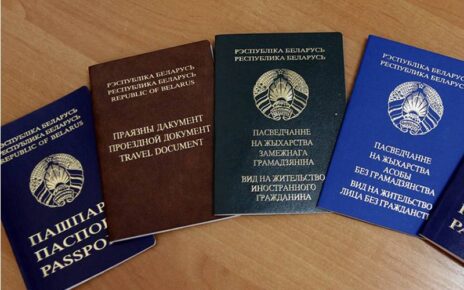 РЭСПУБЛІКА БЕЛАРУСЬ
РЕСПУБЛИКА БЕЛАРУСЬ
REPUBLIC OF BELARUS
ПАШПАР
ПАСПО
PASSPO
РЭСПУБЛІКА БЕЛАРУСЬ
РЕСПУБЛИКА БЕЛАРУСЬ
REPUBLIC OF BELARUS
ПРАЯЗНЫ ДАКУМЕНТ
ПРОЕЗДНОЙ ДОКУМЕНТ
TRAVEL DOCUMENT
РЭСПУБЛІКА БЕЛАРУСЬ
РЕСПУБЛИКА БЕЛАРУСЬ
ПАСВЕДЧАННЕ
НА ЖЫХАРСТВА
ЗАМЕЖНАГА
ГРАМАДЗЯНІНА
ВИД НА ЖИТЕЛЬСТВО
ИНОСТРАННОГО
ГРАЖДАНИНА
РЭСПУБЛІКА БЕЛАРУСЬ
РЕСПУБЛИКА БЕЛАРУСЬ
ПАСВЕДЧАННЕ
НА ЖЫХАРСТВА
АСОБЫ
БЕЗ ГРАМАДЗЯНСТВА
ВИД НА ЖИТЕЛЬСТВО
ЛИЦА БЕЗ ГРАЖДАНСТ